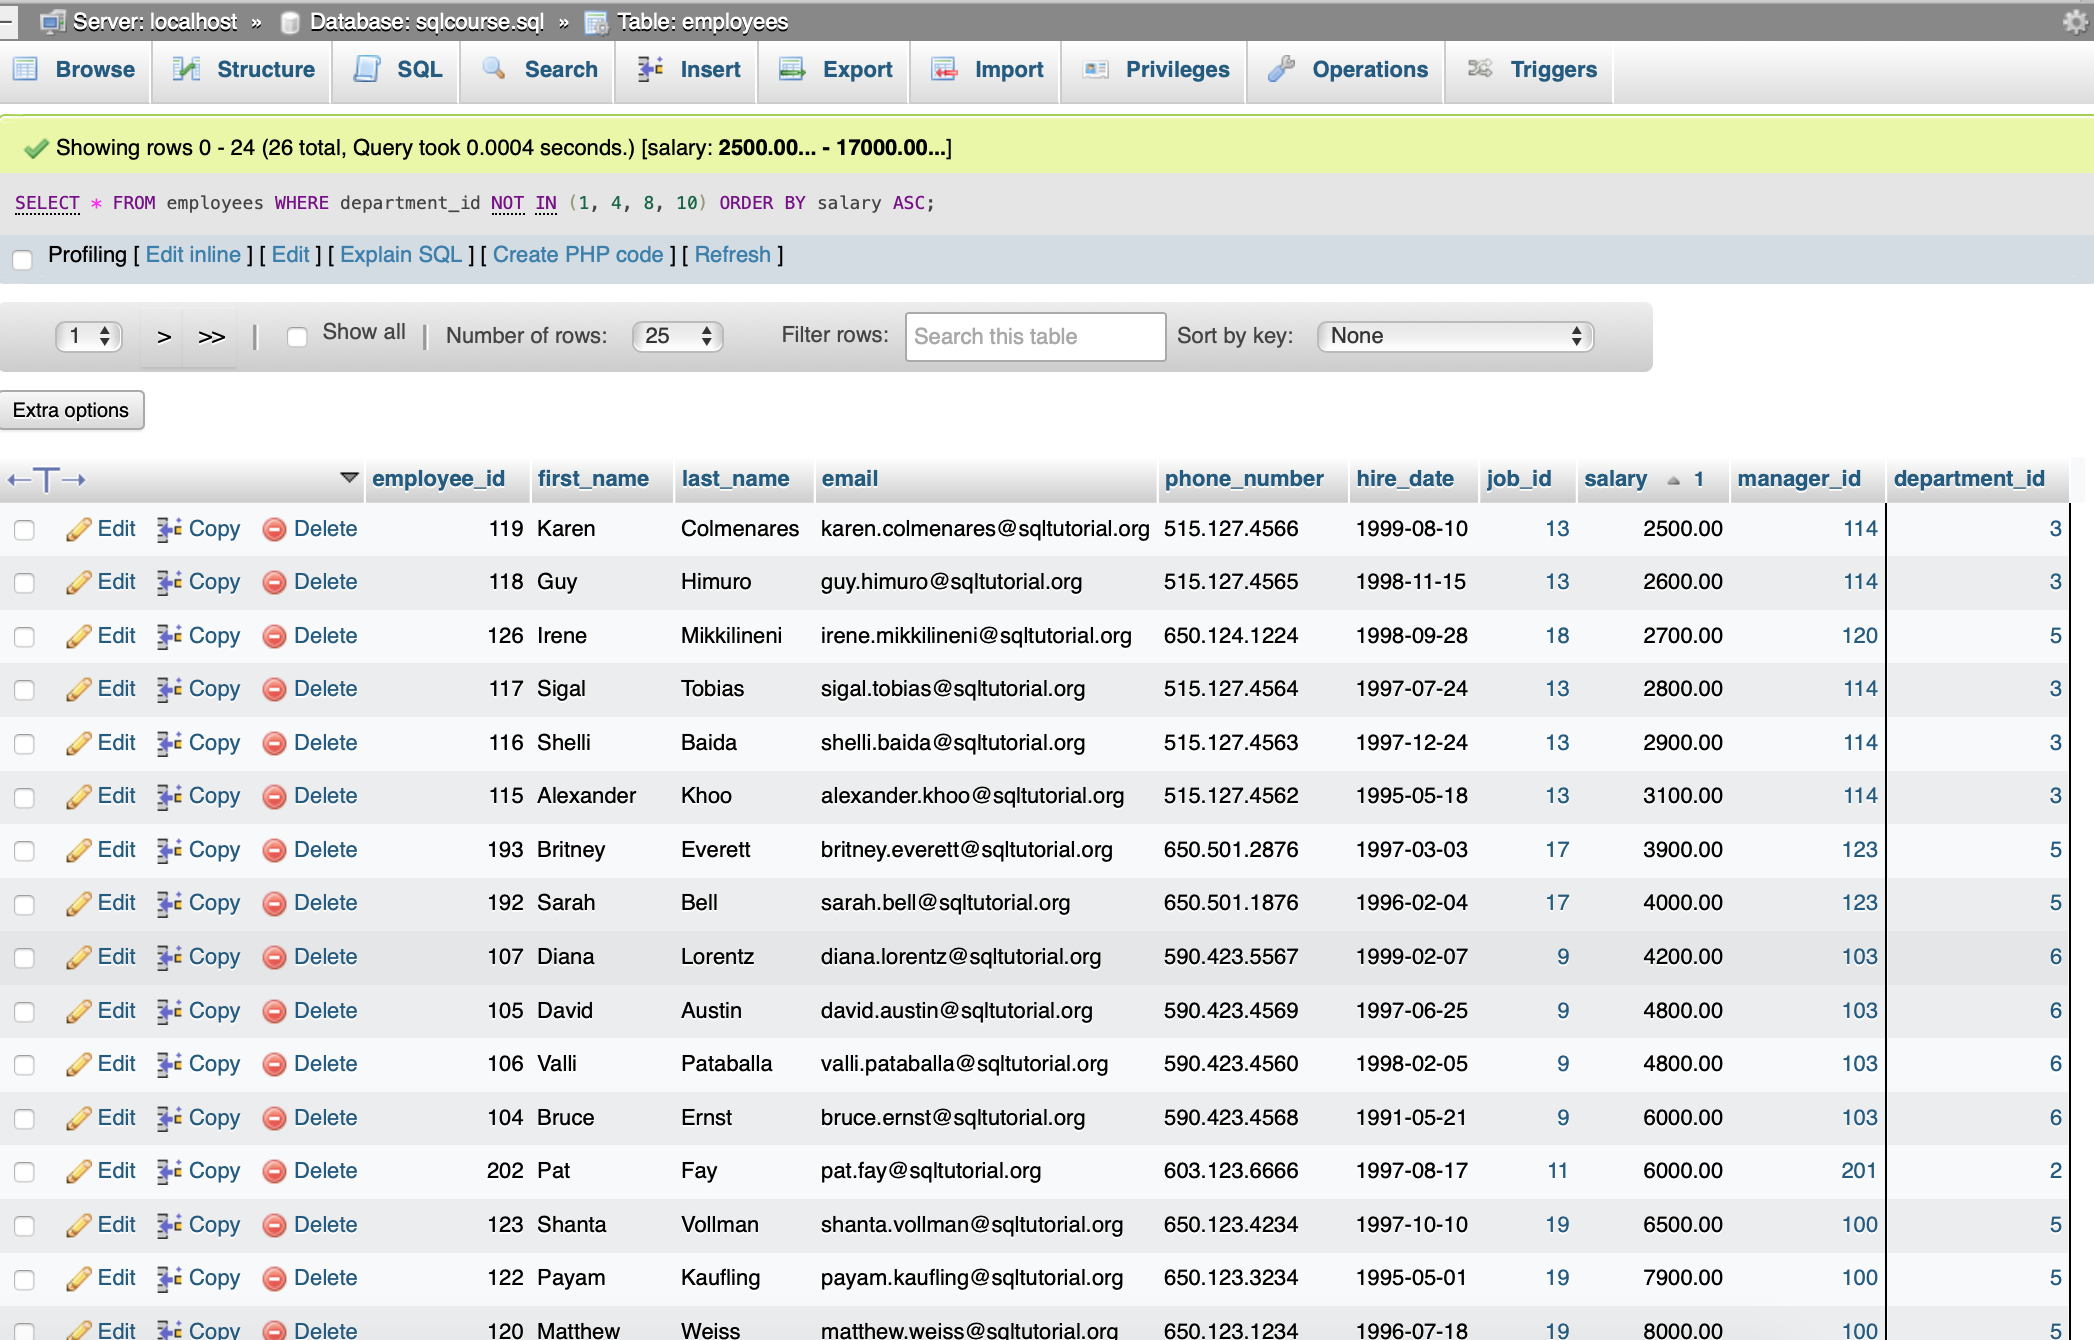 Server: localhost » Database: sqlcourse.sql » Table: employees
Browse Structure SQL Search Insert Export Import Privileges Operations Triggers
Showing rows 0 - 24 (26 total, Query took 0.0004 seconds.) [salary: 2500.00... - 17000.00...]
SELECT * FROM employees WHERE department_id NOT IN (1, 4, 8, 10) ORDER BY salary ASC;
Profiling [ Edit inline ] [ Edit ] [ Explain SQL ] [ Create PHP code ] [ Refresh ]
1 > >> | Show all | Number of rows: 25 Filter rows: Search this table Sort by key: None
Extra options
←T→ employee_id first_name last_name email phone_number hire_date job_id salary 1 manager_id department_id
Edit Copy Delete 119 Karen Colmenares karen.colmenares@sqltutorial.org 515.127.4566 1999-08-10 13 2500.00 114 3
Edit Copy Delete 118 Guy Himuro guy.himuro@sqltutorial.org 515.127.4565 1998-11-15 13 2600.00 114 3
Edit Copy Delete 126 Irene Mikkilineni irene.mikkilineni@sqltutorial.org 650.124.1224 1998-09-28 18 2700.00 120 5
Edit Copy Delete 117 Sigal Tobias sigal.tobias@sqltutorial.org 515.127.4564 1997-07-24 13 2800.00 114 3
Edit Copy Delete 116 Shelli Baida shelli.baida@sqltutorial.org 515.127.4563 1997-12-24 13 2900.00 114 3
Edit Copy Delete 115 Alexander Khoo alexander.khoo@sqltutorial.org 515.127.4562 1995-05-18 13 3100.00 114 3
Edit Copy Delete 193 Britney Everett britney.everett@sqltutorial.org 650.501.2876 1997-03-03 17 3900.00 123 5
Edit Copy Delete 192 Sarah Bell sarah.bell@sqltutorial.org 650.501.1876 1996-02-04 17 4000.00 123 5
Edit Copy Delete 107 Diana Lorentz diana.lorentz@sqltutorial.org 590.423.5567 1999-02-07 9 4200.00 103 6
Edit Copy Delete 105 David Austin david.austin@sqltutorial.org 590.423.4569 1997-06-25 9 4800.00 103 6
Edit Copy Delete 106 Valli Pataballa valli.pataballa@sqltutorial.org 590.423.4560 1998-02-05 9 4800.00 103 6
Edit Copy Delete 104 Bruce Ernst bruce.ernst@sqltutorial.org 590.423.4568 1991-05-21 9 6000.00 103 6
Edit Copy Delete 202 Pat Fay pat.fay@sqltutorial.org 603.123.6666 1997-08-17 11 6000.00 201 2
Edit Copy Delete 123 Shanta Vollman shanta.vollman@sqltutorial.org 650.123.4234 1997-10-10 19 6500.00 100 5
Edit Copy Delete 122 Payam Kaufling payam.kaufling@sqltutorial.org 650.123.3234 1995-05-01 19 7900.00 100 5
Edit Copy Delete 120 Matthew Weiss matthew.weiss@sqltutorial.org 650.123.1234 1996-07-18 19 8000.00 100 5